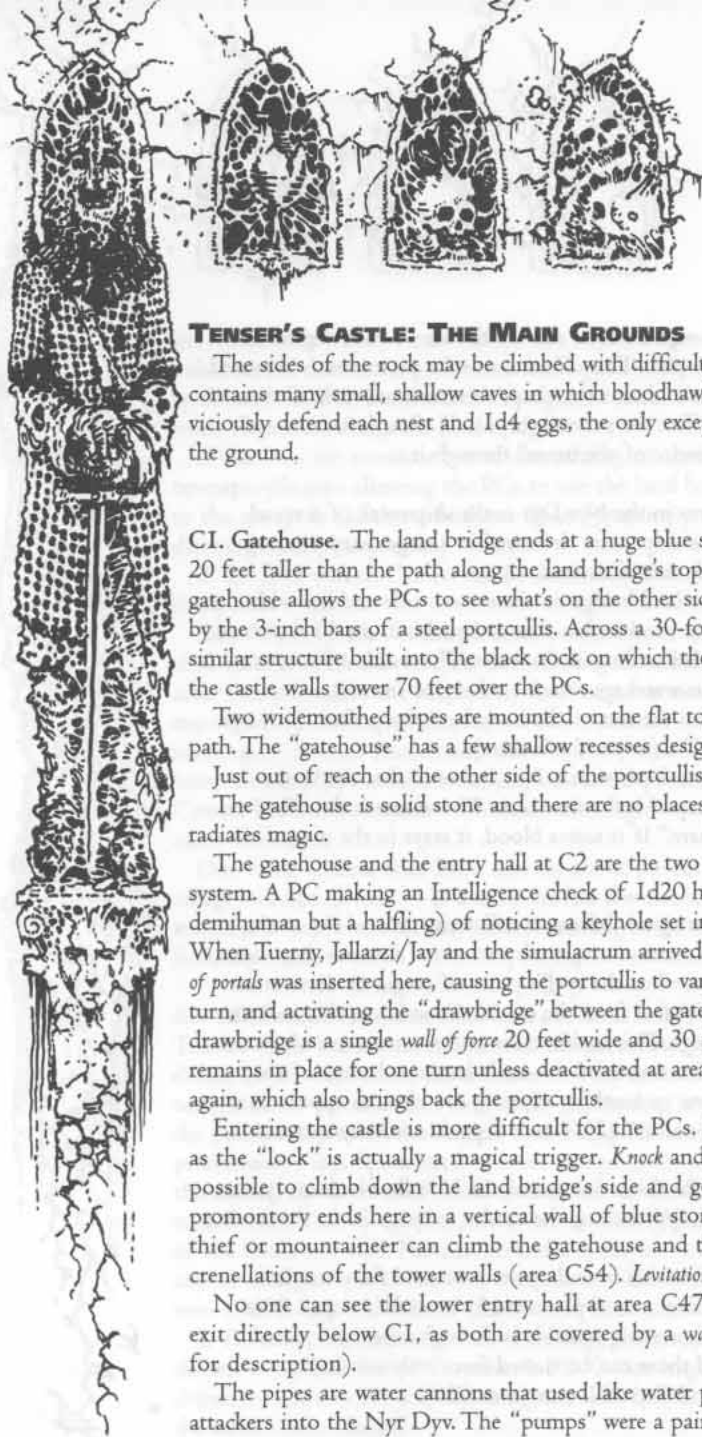 TENSER'S CASTLE: THE MAIN GROUNDS
The sides of the rock may be climbed with difficult
contains many small, shallow caves in which bloodhaw
viciously defend each nest and 1d4 eggs, the only exce
the ground.
C1. Gatehouse. The land bridge ends at a huge blue s
20 feet taller than the path along the land bridge's top
gatehouse allows the PCs to see what's on the other sid
by the 3-inch bars of a steel portcullis. Across a 30-fo
similar structure built into the black rock on which the
the castle walls tower 70 feet over the PCs.
Two widemouthed pipes are mounted on the flat to
path. The "gatehouse" has a few shallow recesses desig
Just out of reach on the other side of the portcullis
The gatehouse is solid stone and there are no places
radiates magic.
The gatehouse and the entry hall at C2 are the two
system. A PC making an Intelligence check of 1d20 h
demihuman but a halfling) of noticing a keyhole set in
When Tuerny, Jallarzi/Jay and the simulacrum arrived
of portals was inserted here, causing the portcullis to van
turn, and activating the "drawbridge" between the gate
drawbridge is a single wall of force 20 feet wide and 30
remains in place for one turn unless deactivated at area
again, which also brings back the portcullis.
Entering the castle is more difficult for the PCs.
as the "lock" is actually a magical trigger. Knock and
possible to climb down the land bridge's side and g
promontory ends here in a vertical wall of blue ston
thief or mountaineer can climb the gatehouse and t
crenellations of the tower walls (area C54). Levitation
No one can see the lower entry hall at area C47
exit directly below C1, as both are covered by a wa
for description).
The pipes are water cannons that used lake water p
attackers into the Nyr Dyv. The "pumps" were a pair